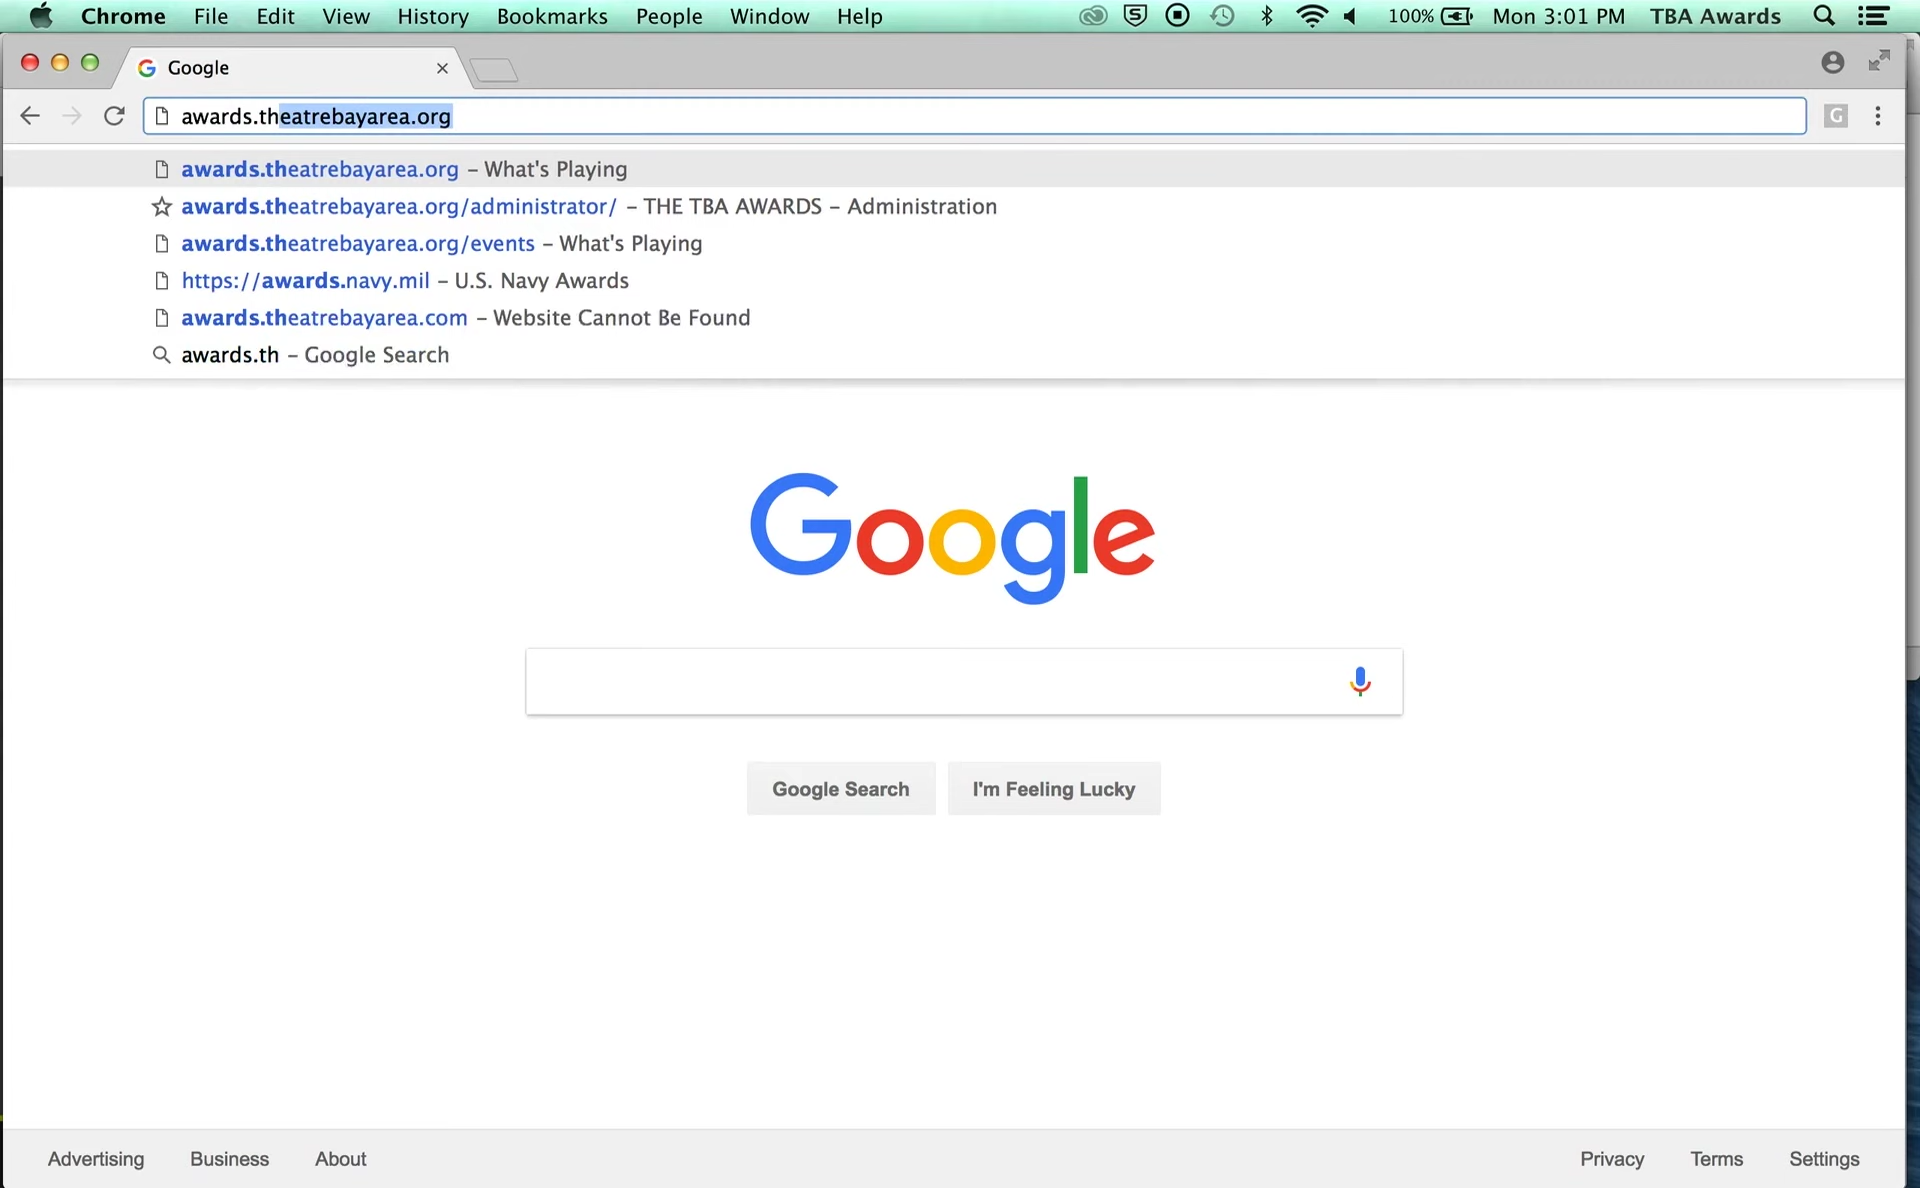 Chrome File Edit View History Bookmarks People Window Help 100% Mon 3:01 PM TBA Awards
Google
awards.theatrebayarea.org
G
awards.theatrebayarea.org – What's Playing
awards.theatrebayarea.org/administrator/ – THE TBA AWARDS – Administration
awards.theatrebayarea.org/events – What's Playing
https://awards.navy.mil – U.S. Navy Awards
awards.theatrebayarea.com – Website Cannot Be Found
awards.th – Google Search
Google
Google Search I'm Feeling Lucky
Advertising Business About Privacy Terms Settings